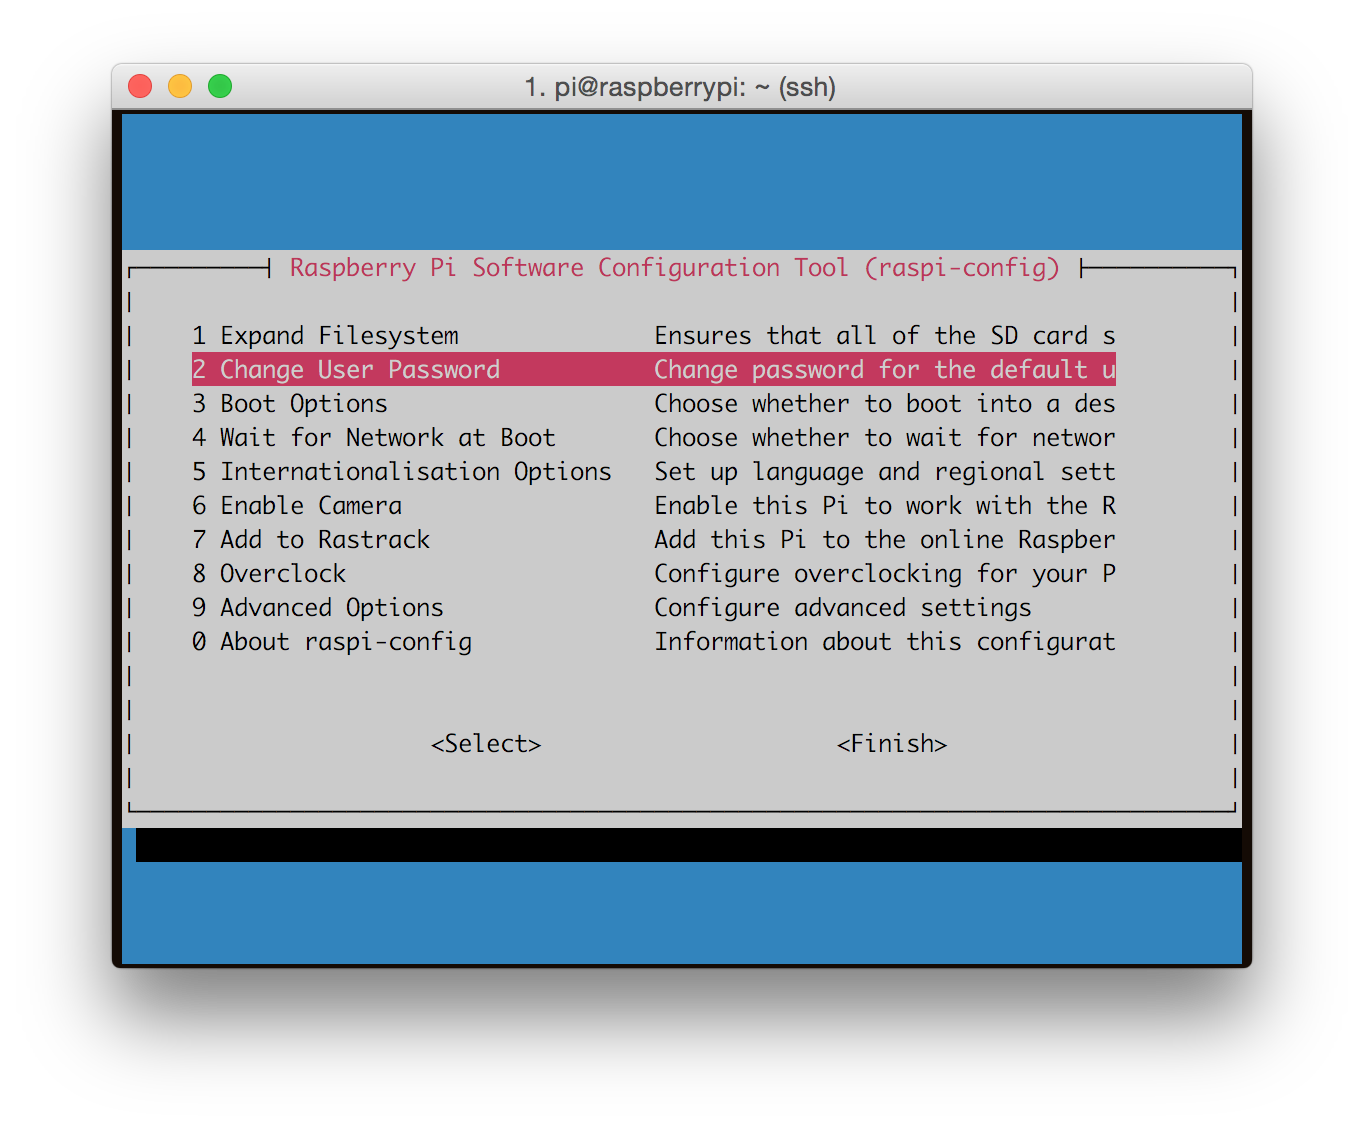 1. pi@raspberrypi: ~ (ssh)
Raspberry Pi Software Configuration Tool (raspi-config)
1 Expand Filesystem Ensures that all of the SD card s
2 Change User Password Change password for the default u
3 Boot Options Choose whether to boot into a des
4 Wait for Network at Boot Choose whether to wait for networ
5 Internationalisation Options Set up language and regional sett
6 Enable Camera Enable this Pi to work with the R
7 Add to Rastrack Add this Pi to the online Raspber
8 Overclock Configure overclocking for your P
9 Advanced Options Configure advanced settings
0 About raspi-config Information about this configurat
<Select> <Finish>